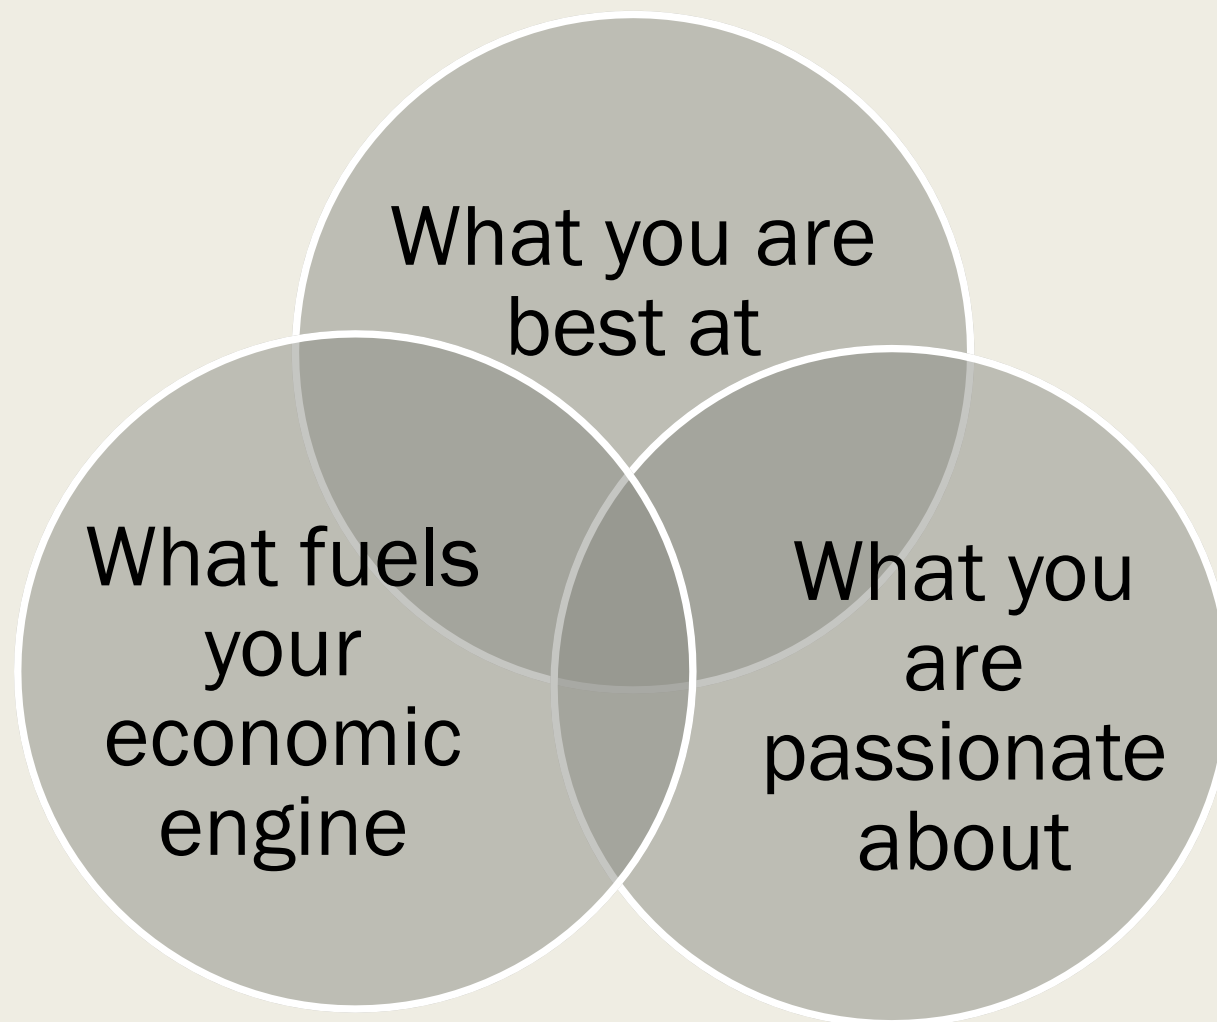 What you are
best at
What fuels
your
economic
engine
What you
are
passionate
about